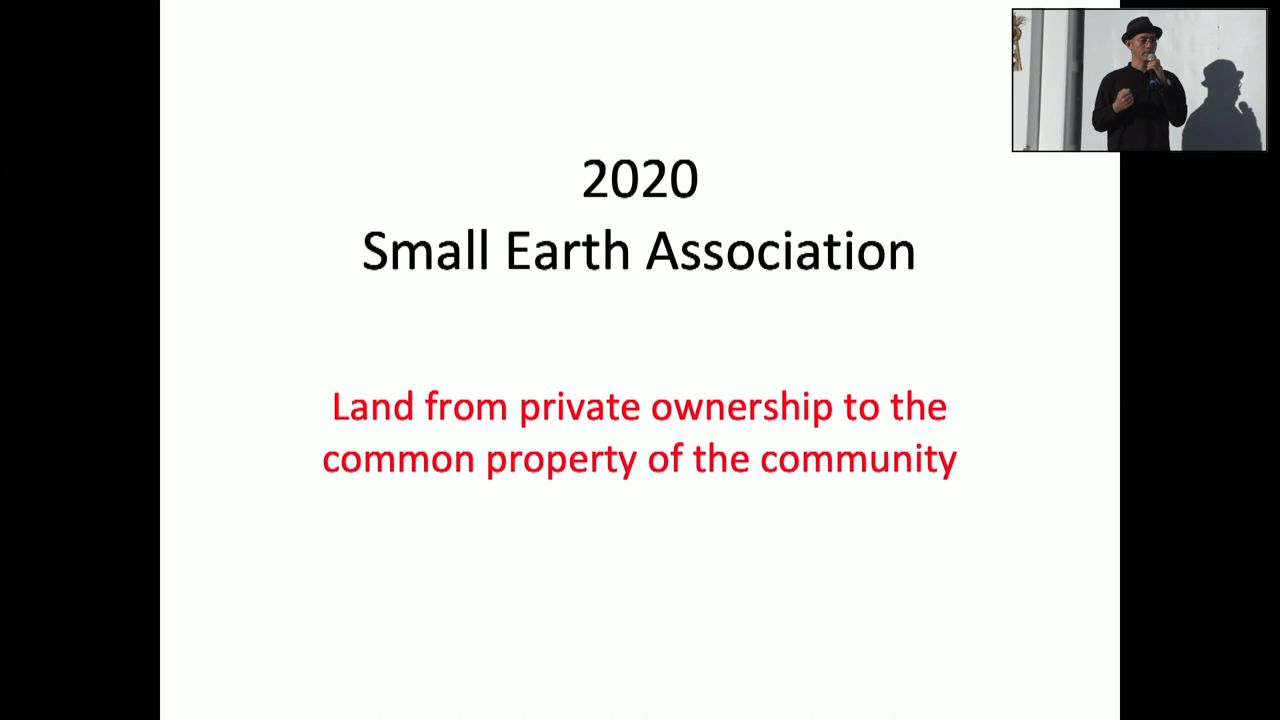 2020
Small Earth Association
Land from private ownership to the
common property of the community